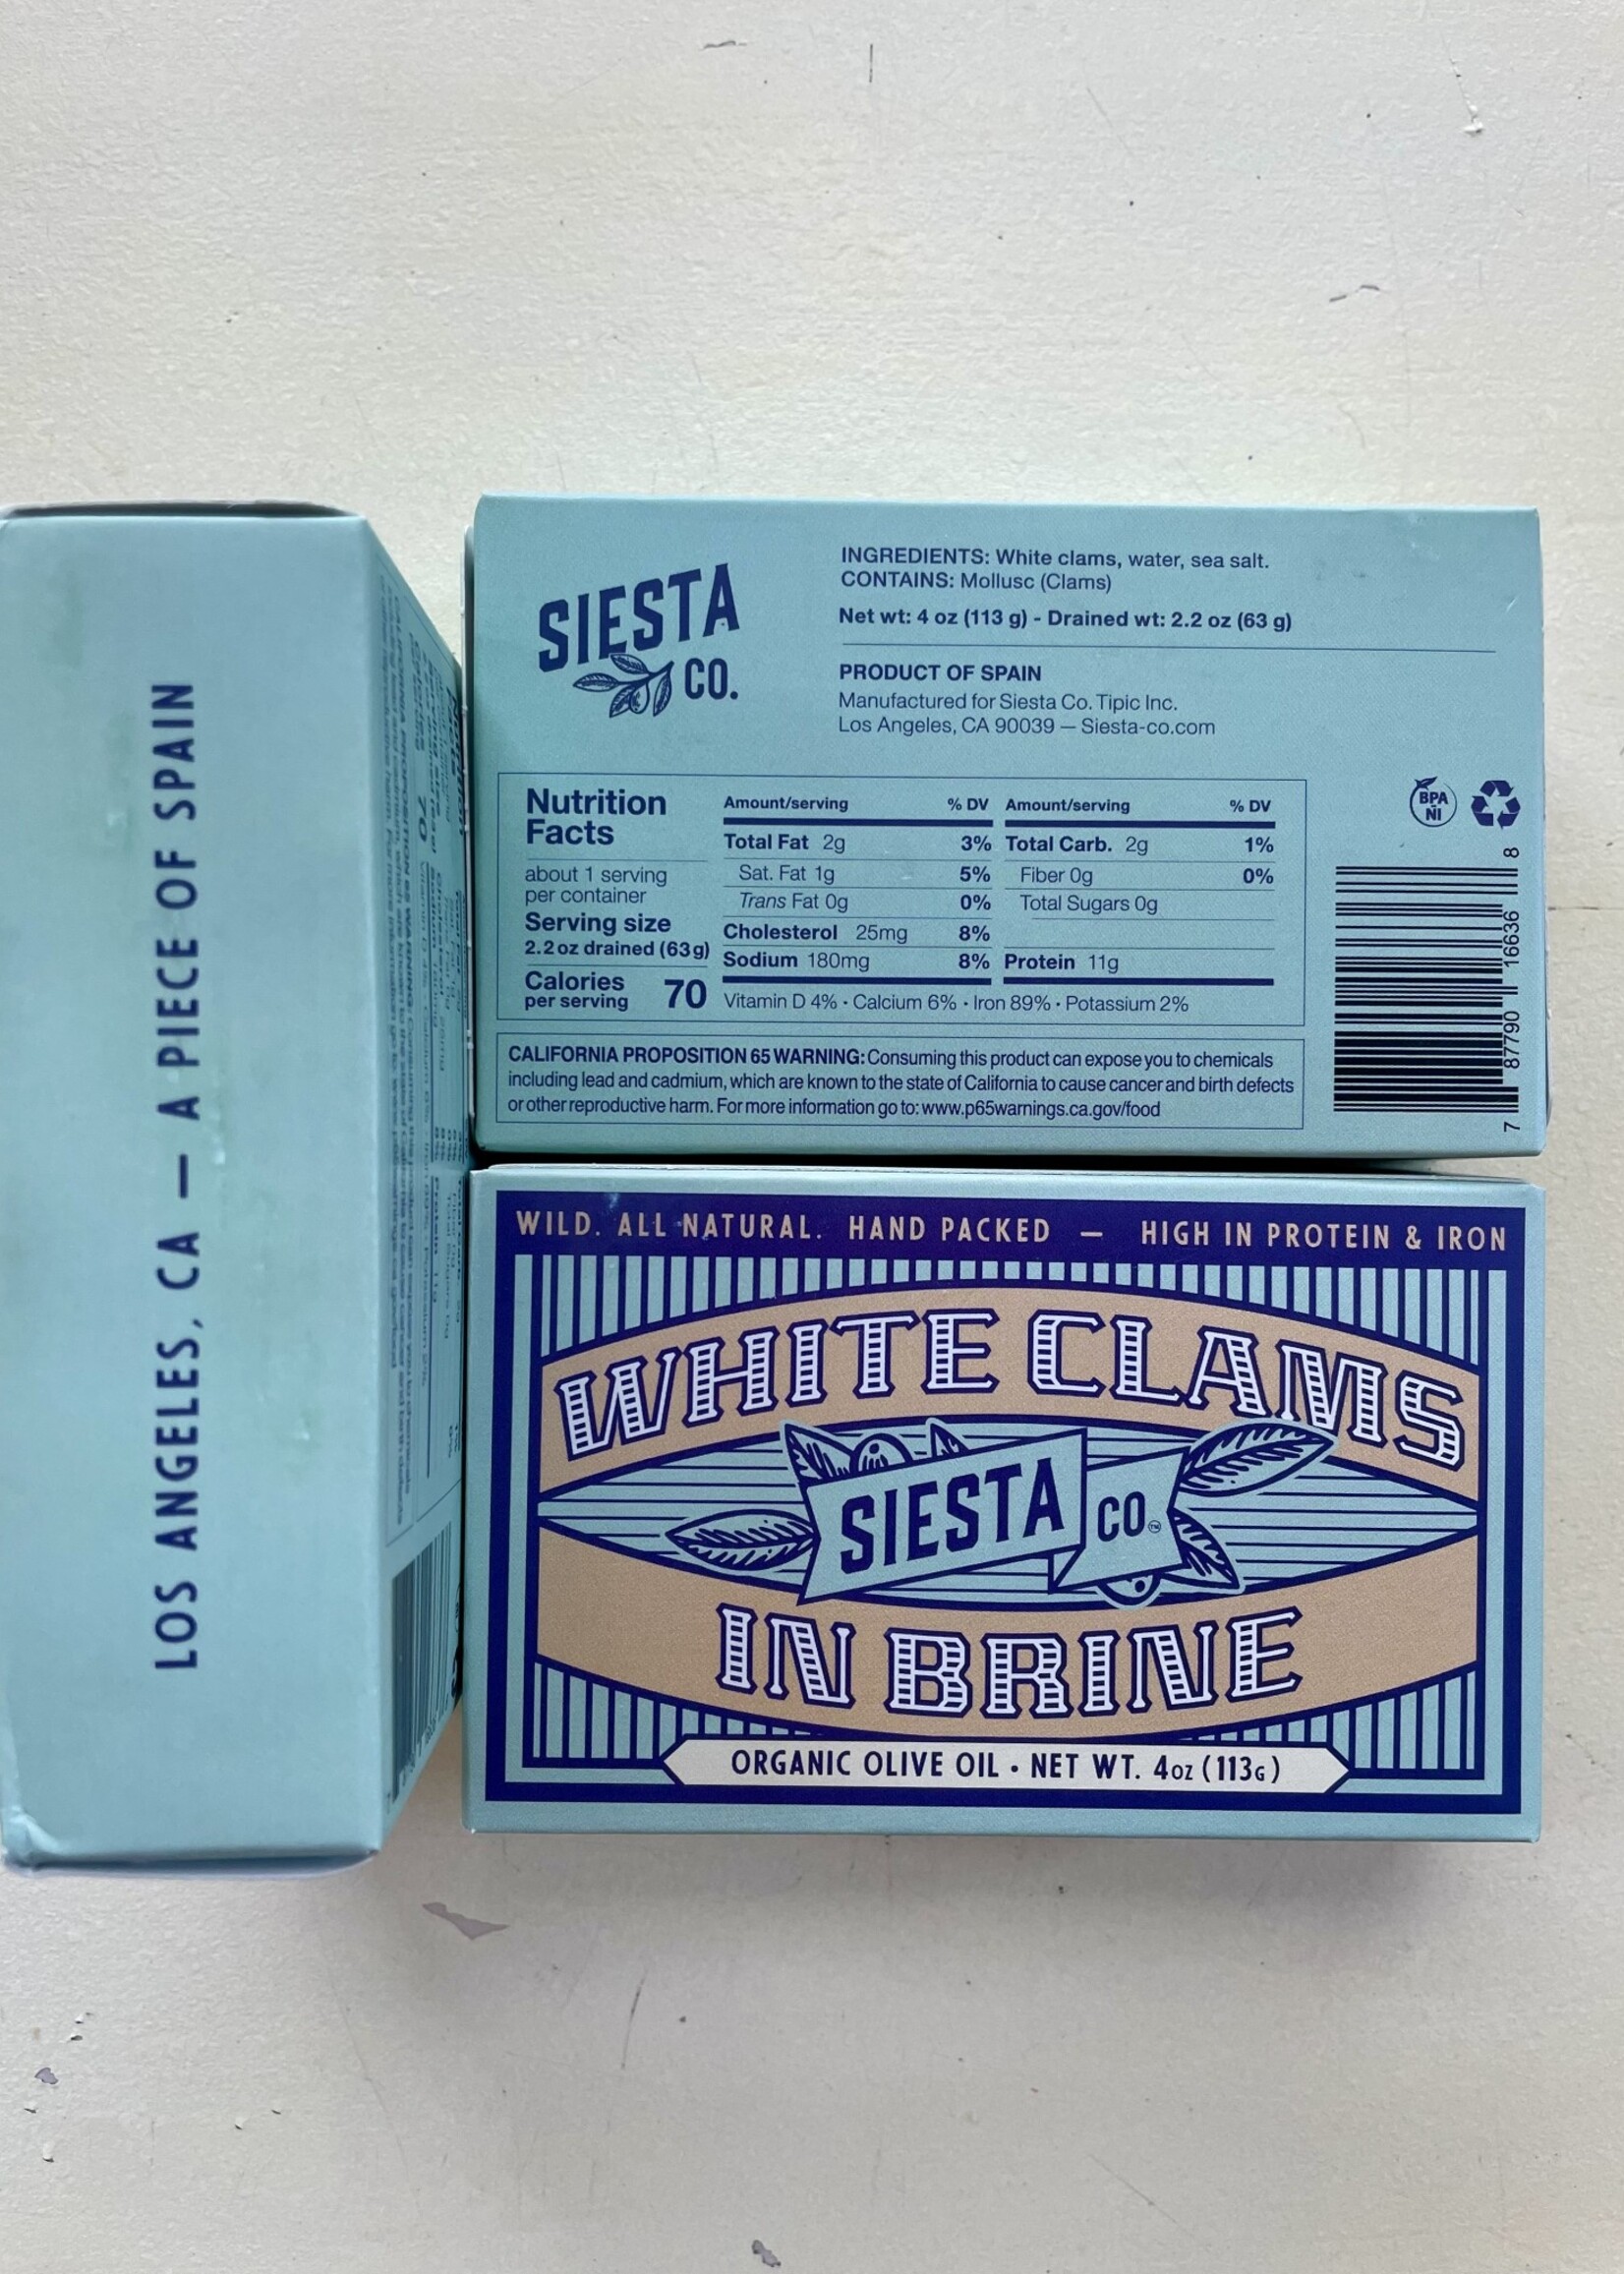 LOS ANGELES, CA — A PIECE OF SPAIN
SIESTA
CO.
INGREDIENTS: White clams, water, sea salt.
CONTAINS: Mollusc (Clams)
Net wt: 4 oz (113 g) - Drained wt: 2.2 oz (63 g)
PRODUCT OF SPAIN
Manufactured for Siesta Co. Tipic Inc.
Los Angeles, CA 90039 — Siesta-co.com
Nutrition
Facts
about 1 serving
per container
Serving size
2.2 oz drained (63 g)
Calories
per serving 70
Amount/serving % DV
Total Fat 2g 3%
Sat. Fat 1g 5%
Trans Fat 0g 0%
Cholesterol 25mg 8%
Sodium 180mg 8%
Amount/serving % DV
Total Carb. 2g 1%
Fiber 0g 0%
Total Sugars 0g
Protein 11g
Vitamin D 4% · Calcium 6% · Iron 89% · Potassium 2%
BPA
NI
7 87790 16636 8
CALIFORNIA PROPOSITION 65 WARNING: Consuming this product can expose you to chemicals
including lead and cadmium, which are known to the state of California to cause cancer and birth defects
or other reproductive harm. For more information go to: www.p65warnings.ca.gov/food
WILD. ALL NATURAL. HAND PACKED — HIGH IN PROTEIN & IRON
WHITE CLAMS
SIESTA CO.™
IN BRINE
ORGANIC OLIVE OIL • NET WT. 4oz (113G)